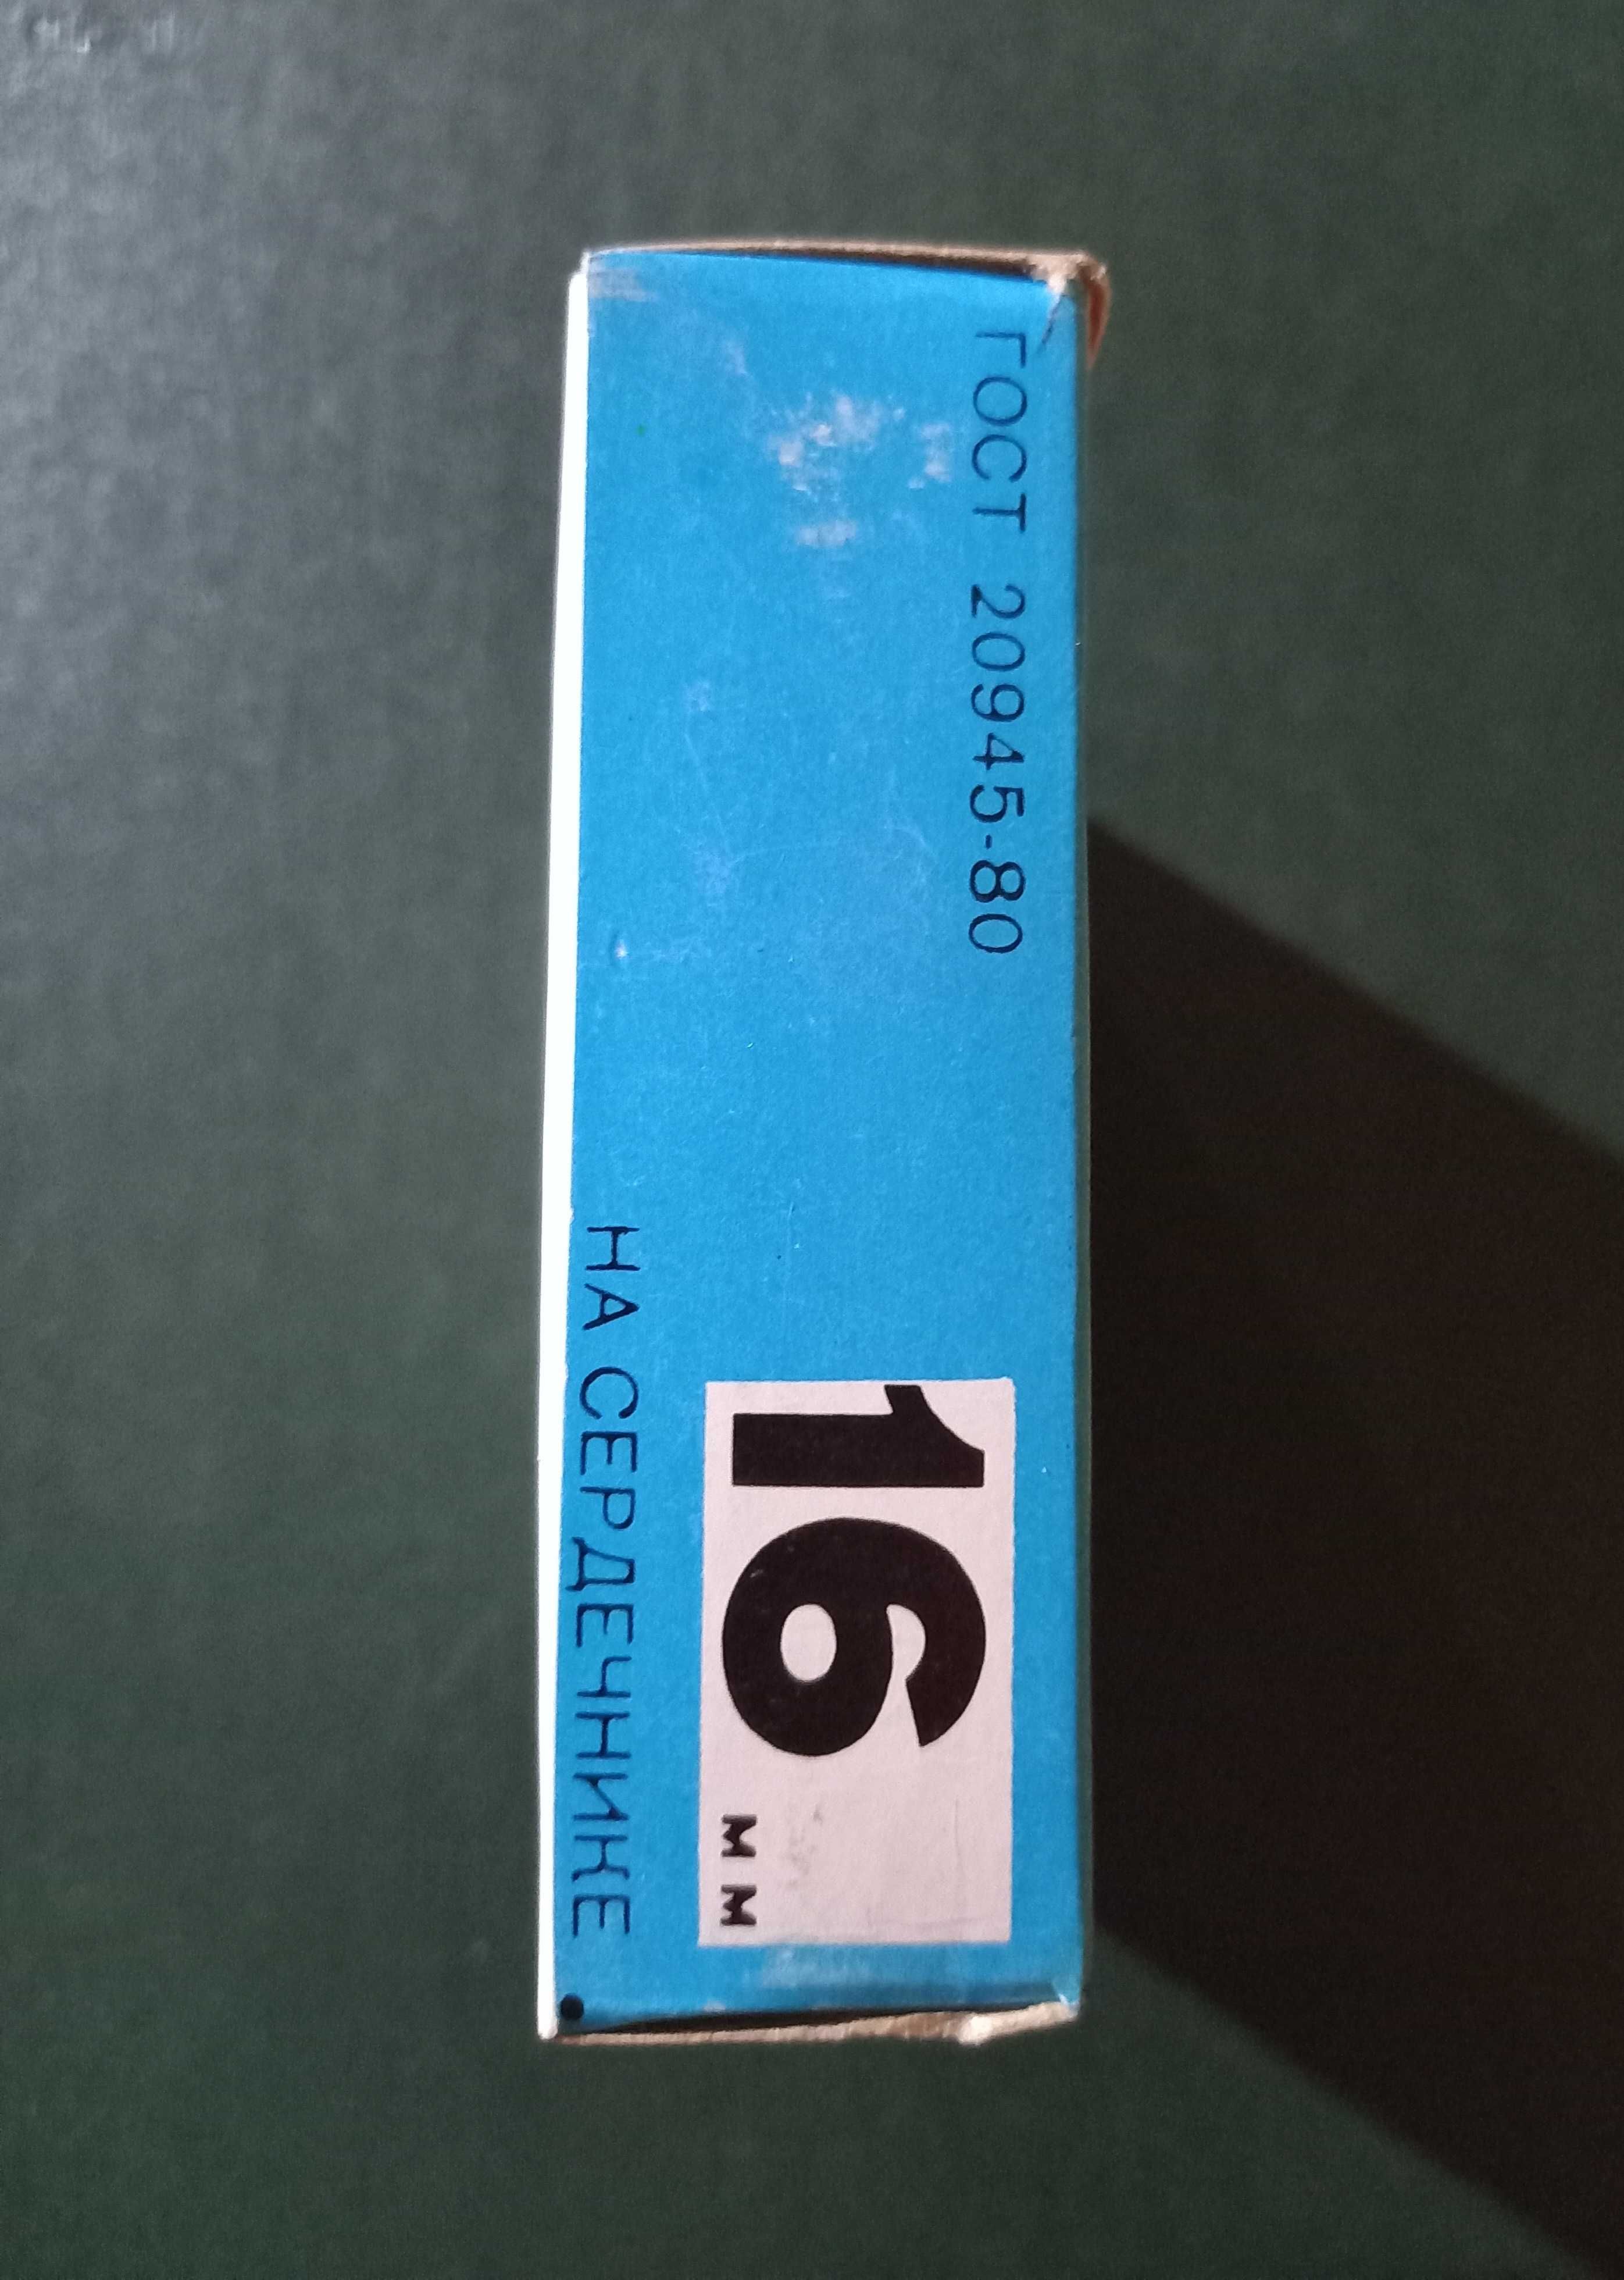 ГОСТ 20945-80
16 мм
НА СЕРДЕЧНИКЕ